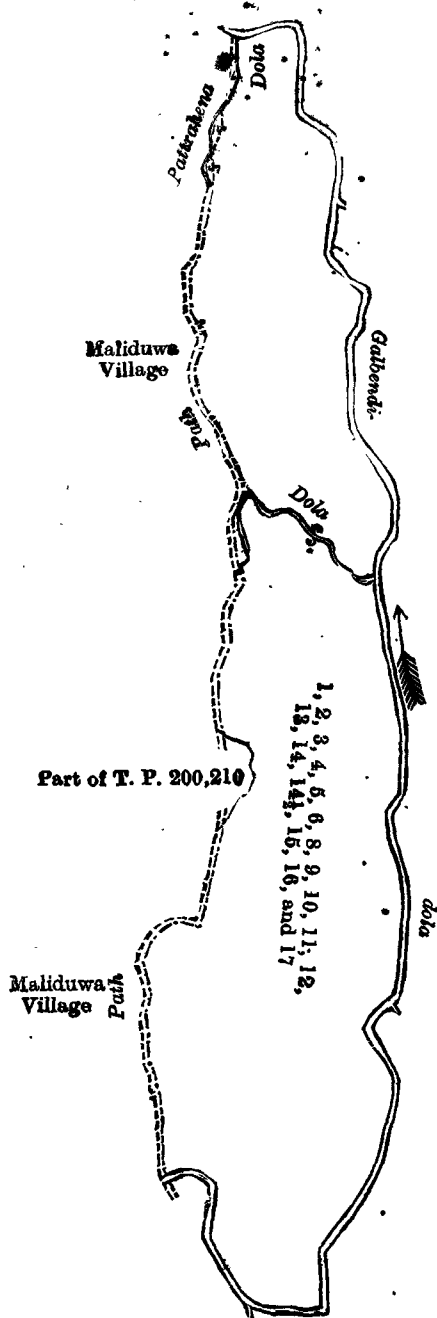 Dola
Maliduwa
Village
Path
Galbendi-
Dola
1, 2, 3, 4, 5, 6, 8, 9, 10, 11, 12,
13, 14, 14½, 15, 16, and 17
Part of T. P. 200,210
dola
Maliduwa
Village
Path